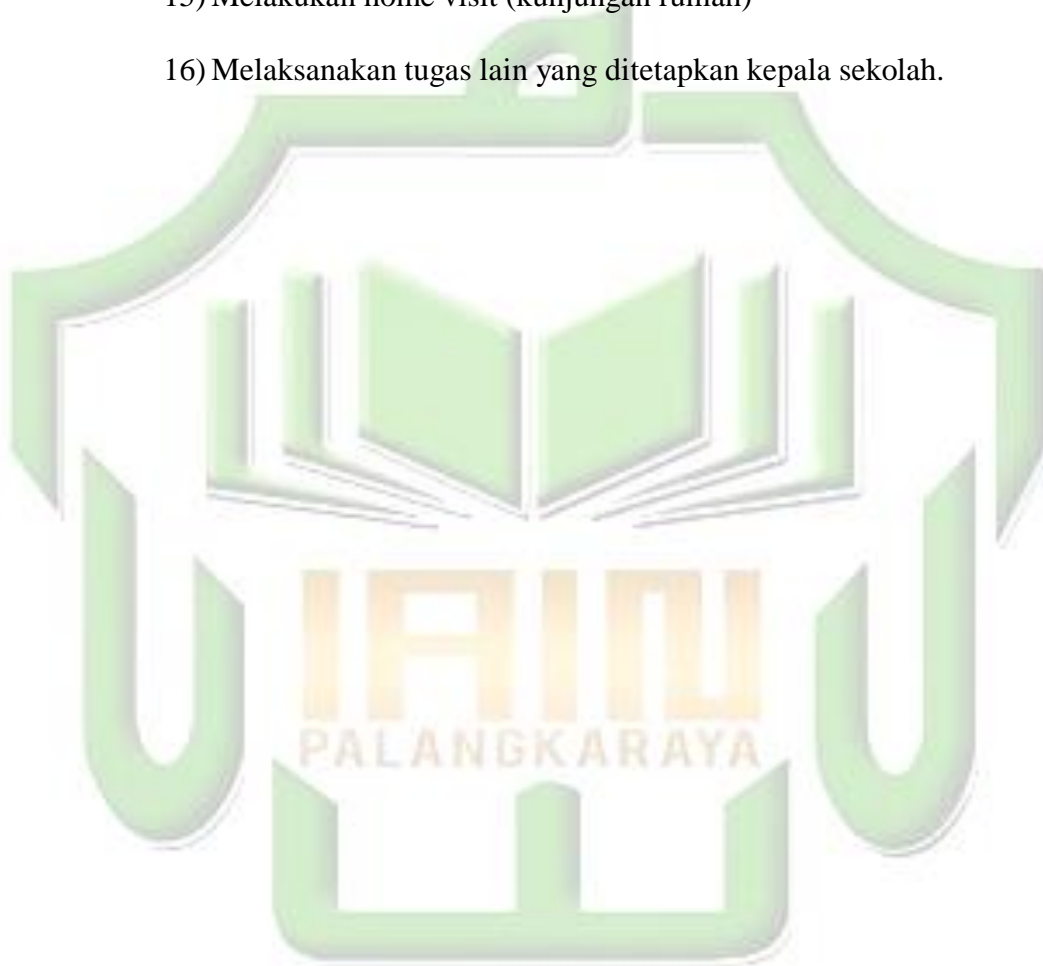 15) Melakukan home visit (kunjungan rumah)
16) Melaksanakan tugas lain yang ditetapkan kepala sekolah.
IAIN
PALANGKARAYA